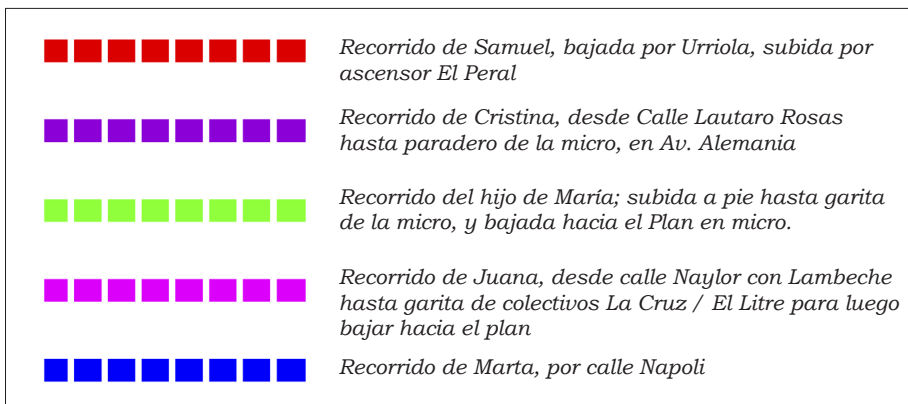 Recorrido de Samuel, bajada por Urriola, subida por
ascensor El Peral
Recorrido de Cristina, desde Calle Lautaro Rosas
hasta paradero de la micro, en Av. Alemania
Recorrido del hijo de María; subida a pie hasta garita
de la micro, y bajada hacia el Plan en micro.
Recorrido de Juana, desde calle Naylor con Lambeche
hasta garita de colectivos La Cruz / El Litre para luego
bajar hacia el plan
Recorrido de Marta, por calle Napoli